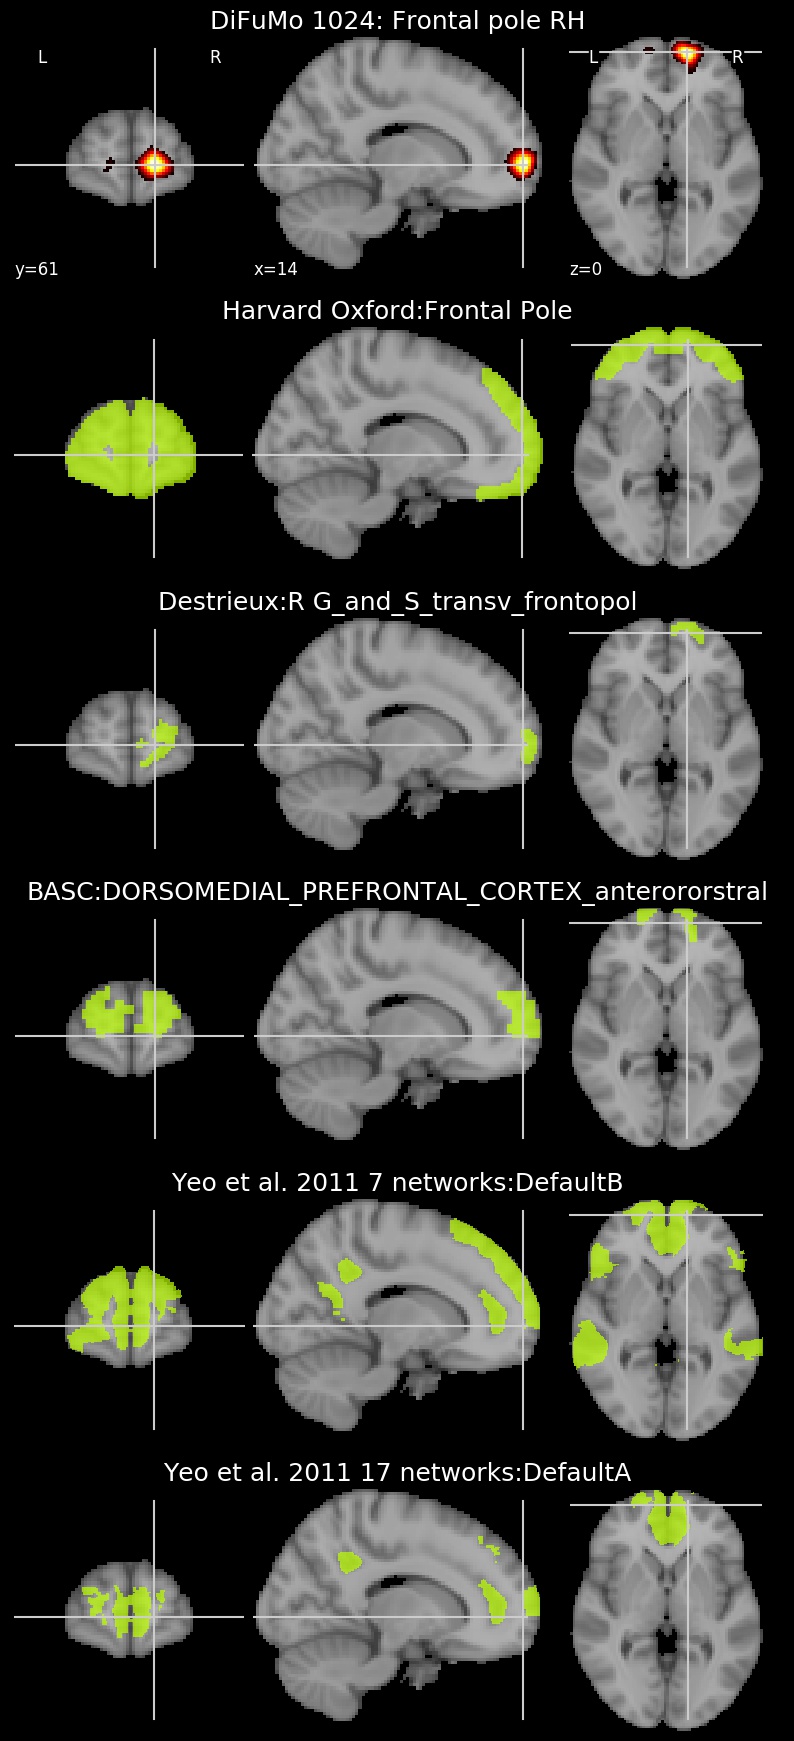 DiFuMo 1024: Frontal pole RH
L R L R
y=61 x=14 z=0
Harvard Oxford:Frontal Pole
Destrieux:R G_and_S_transv_frontopol
BASC:DORSOMEDIAL_PREFRONTAL_CORTEX_anterororstral
Yeo et al. 2011 7 networks:DefaultB
Yeo et al. 2011 17 networks:DefaultA